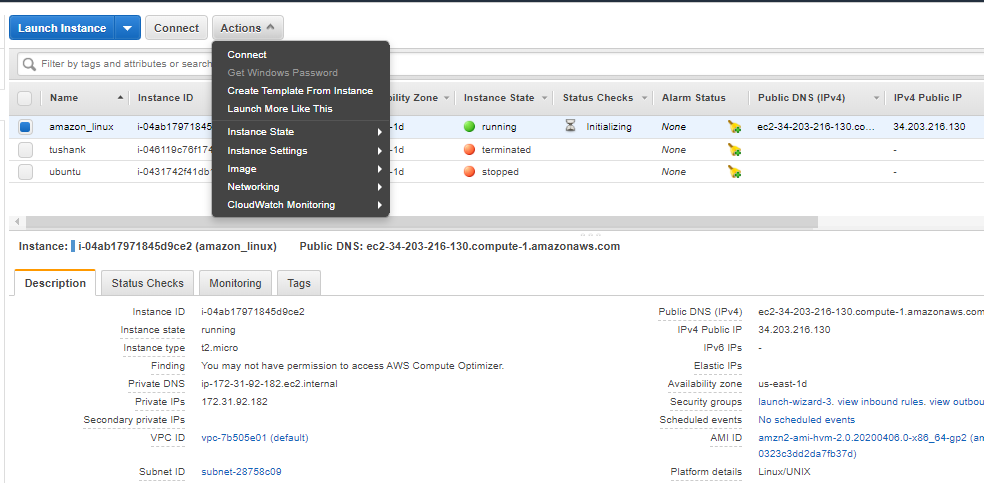 Launch Instance Connect Actions
Connect
Filter by tags and attributes or search
Get Windows Password
Create Template From Instance
Launch More Like This
Name Instance ID Zone Instance State Status Checks Alarm Status Public DNS (IPv4) IPv4 Public IP
amazon_linux i-04ab17971845 -1d running Initializing None ec2-34-203-216-130.co... 34.203.216.130
Instance State
tushank i-046119c76f174 -1d terminated None -
Instance Settings
ubuntu i-0431742f41db1 -1d stopped None -
Image
Networking
CloudWatch Monitoring
Instance: i-04ab17971845d9ce2 (amazon_linux) Public DNS: ec2-34-203-216-130.compute-1.amazonaws.com
Description Status Checks Monitoring Tags
Instance ID i-04ab17971845d9ce2 Public DNS (IPv4) ec2-34-203-216-130.compute-1.amazonaws.com
Instance state running IPv4 Public IP 34.203.216.130
Instance type t2.micro IPv6 IPs -
Finding You may not have permission to access AWS Compute Optimizer. Elastic IPs
Private DNS ip-172-31-92-182.ec2.internal Availability zone us-east-1d
Private IPs 172.31.92.182 Security groups launch-wizard-3. view inbound rules. view outbou
Secondary private IPs Scheduled events No scheduled events
VPC ID vpc-7b505e01 (default) AMI ID amzn2-ami-hvm-2.0.20200406.0-x86_64-gp2 (am
0323c3dd2da7fb37d)
Subnet ID subnet-28758c09 Platform details Linux/UNIX